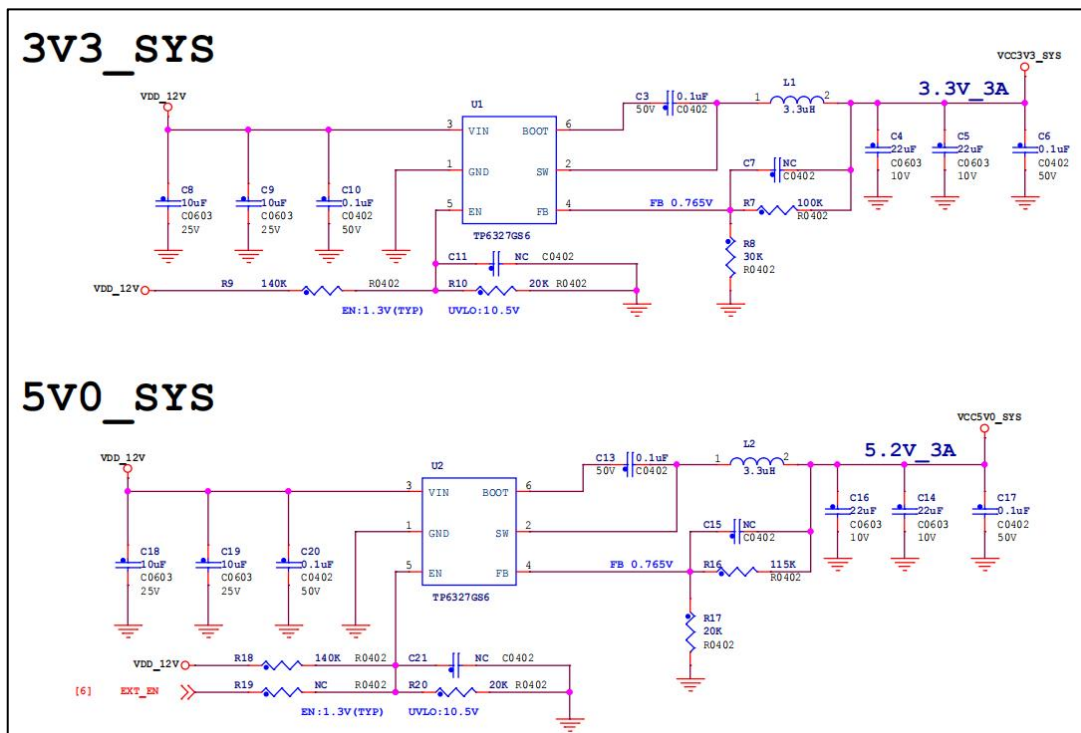 3V3_SYS
VCC3V3_SYS
VDD_12V
U1
C3 0.1uF
50V C0402
L1
1 2
3.3uH
3.3V_3A
3 VIN BOOT 6
1 GND SW 2
5 EN FB 4
TP6327GS6
C8
10uF
C0603
25V
C9
10uF
C0603
25V
C10
0.1uF
C0402
50V
C7 NC
C0402
FB 0.765V
R7 100K
R0402
R8
30K
R0402
C4
22uF
C0603
10V
C5
22uF
C0603
10V
C6
0.1uF
C0402
50V
C11 NC C0402
VDD_12V R9 140K R0402 R10 20K R0402
EN:1.3V(TYP) UVLO:10.5V
5V0_SYS
VCC5V0_SYS
VDD_12V
U2
C13 0.1uF
50V C0402
L2
1 2
3.3uH
5.2V_3A
3 VIN BOOT 6
1 GND SW 2
5 EN FB 4
TP6327GS6
C18
10uF
C0603
25V
C19
10uF
C0603
25V
C20
0.1uF
C0402
50V
C15 NC
C0402
FB 0.765V
R16 115K
R0402
R17
20K
R0402
C16
22uF
C0603
10V
C14
22uF
C0603
10V
C17
0.1uF
C0402
50V
VDD_12V R18 140K R0402 C21 NC C0402
[6] EXT_EN R19 NC R0402 R20 20K R0402
EN:1.3V(TYP) UVLO:10.5V